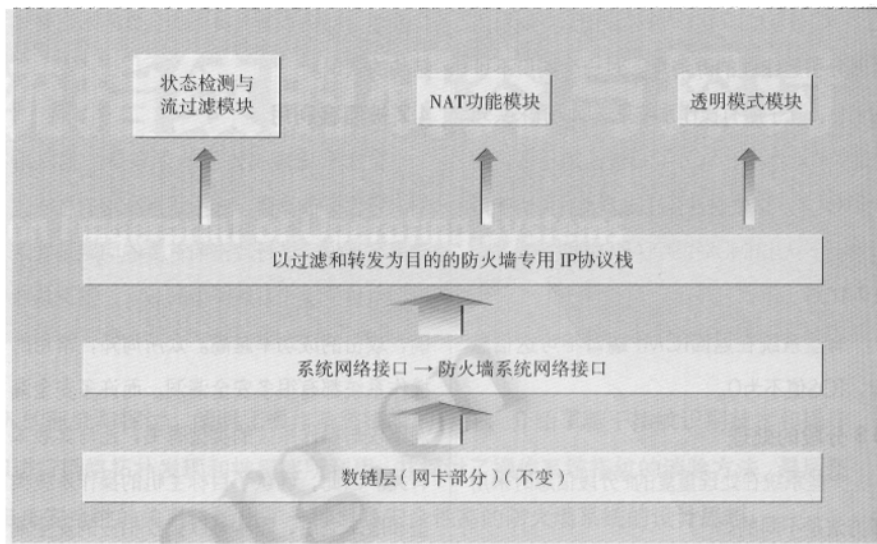 状态检测与
流过滤模块
NAT功能模块
透明模式模块
以过滤和转发为目的的防火墙专用 IP协议栈
系统网络接口 → 防火墙系统网络接口
数链层（网卡部分）（不变）
org cn